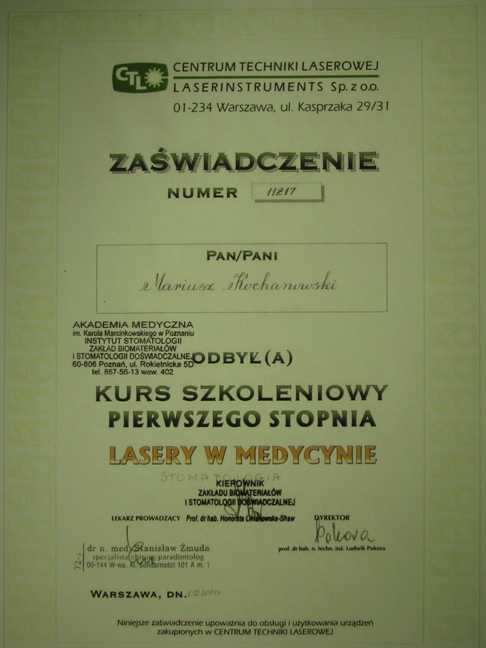 CTL
CENTRUM TECHNIKI LASEROWEJ
LASERINSTRUMENTS Sp. z o.o.
01-234 Warszawa, ul. Kasprzaka 29/31
ZAŚWIADCZENIE
NUMER 11217
PAN/PANI
Mariusz Kochanowski
AKADEMIA MEDYCZNA
im. Karola Marcinkowskiego w Poznaniu
INSTYTUT STOMATOLOGII
ZAKŁAD BIOMATERIAŁÓW
I STOMATOLOGII DOŚWIADCZALNEJ
60-806 Poznań, ul. Rokietnicka 5D
tel. 867-56-13 wew. 402
ODBYŁ(A)
KURS SZKOLENIOWY
PIERWSZEGO STOPNIA
LASERY W MEDYCYNIE
STOMATOLOGIA
KIEROWNIK
ZAKŁADU BIOMATERIAŁÓW
I STOMATOLOGII DOŚWIADCZALNEJ
Prof. dr hab. Honorata Limanowska-Shaw
LEKARZ PROWADZĄCY
DYREKTOR
Pokora
dr n. med. Stanisław Żmuda
specjalista chirurg-paradontolog
00-144 W-wa, Al. Solidarności 101 A m. 1
prof. dr hab. n. techn. inż. Ludwik Pokora
WARSZAWA, DN.
Niniejsze zaświadczenie upoważnia do obsługi i użytkowania urządzeń
zakupionych w CENTRUM TECHNIKI LASEROWEJ